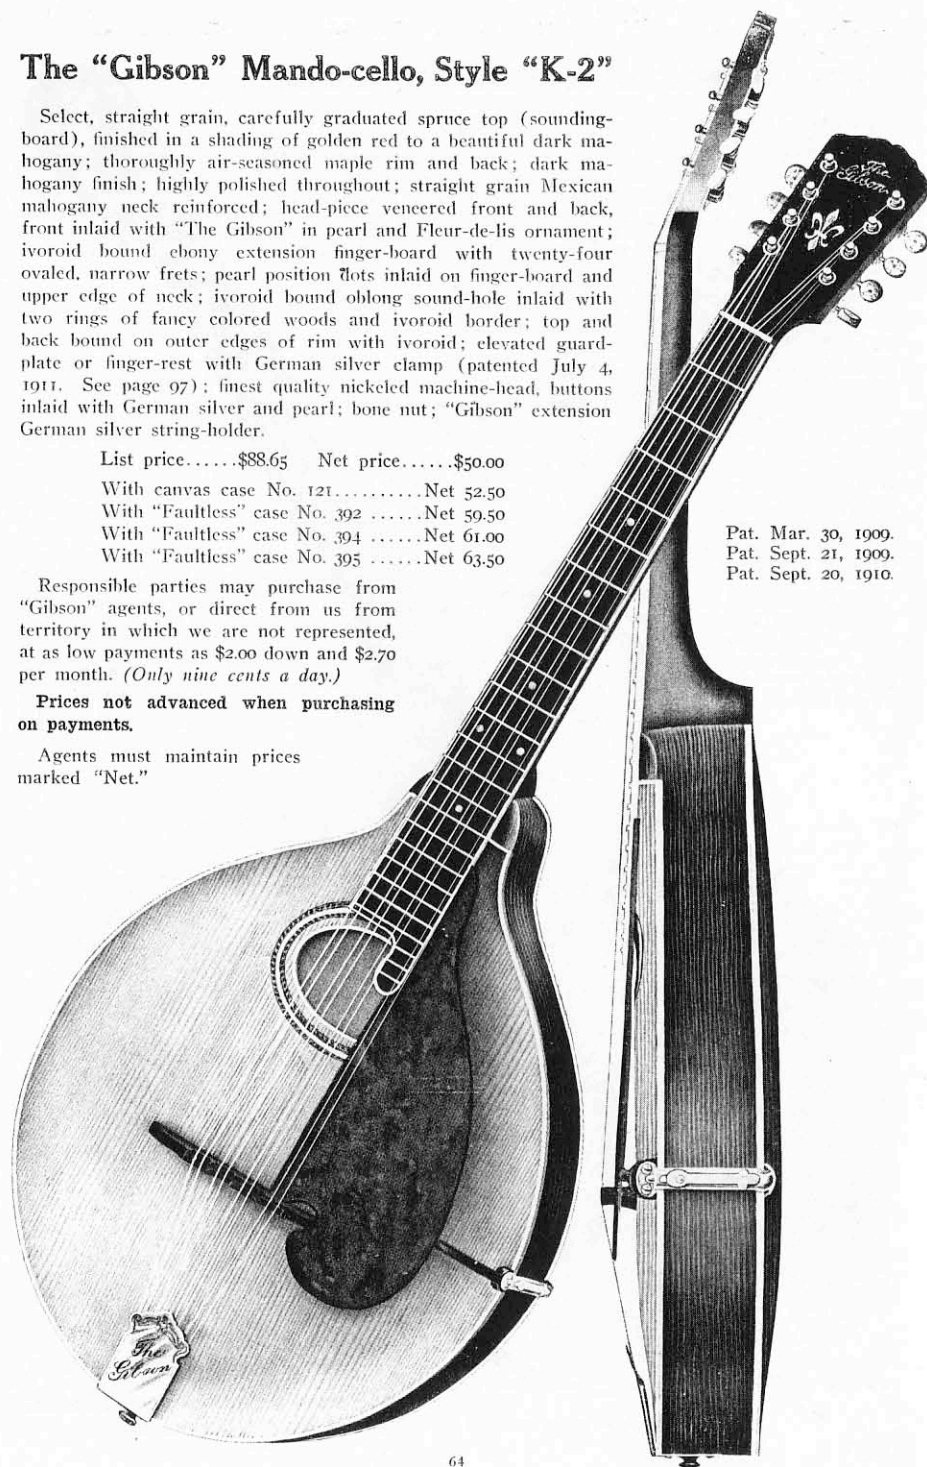 The "Gibson" Mando-cello, Style "K-2"
Select, straight grain, carefully graduated spruce top (sounding-
board), finished in a shading of golden red to a beautiful dark ma-
hogany; thoroughly air-seasoned maple rim and back; dark ma-
hogany finish; highly polished throughout; straight grain Mexican
mahogany neck reinforced; head-piece veneered front and back,
front inlaid with "The Gibson" in pearl and Fleur-de-lis ornament;
ivoroid bound ebony extension finger-board with twenty-four
ovaled, narrow frets; pearl position dots inlaid on finger-board and
upper edge of neck; ivoroid bound oblong sound-hole inlaid with
two rings of fancy colored woods and ivoroid border; top and
back bound on outer edges of rim with ivoroid; elevated guard-
plate or finger-rest with German silver clamp (patented July 4,
1911. See page 97); finest quality nickeled machine-head, buttons
inlaid with German silver and pearl; bone nut; "Gibson" extension
German silver string-holder.
List price......$88.65 Net price......$50.00
With canvas case No. 121..........Net 52.50
With "Faultless" case No. 392 ......Net 59.50
With "Faultless" case No. 394 ......Net 61.00
With "Faultless" case No. 395 ......Net 63.50
Responsible parties may purchase from
"Gibson" agents, or direct from us from
territory in which we are not represented,
at as low payments as $2.00 down and $2.70
per month. (Only nine cents a day.)
Prices not advanced when purchasing
on payments.
Agents must maintain prices
marked "Net."
The
Gibson
Pat. Mar. 30, 1909.
Pat. Sept. 21, 1909.
Pat. Sept. 20, 1910.
The
Gibson
64